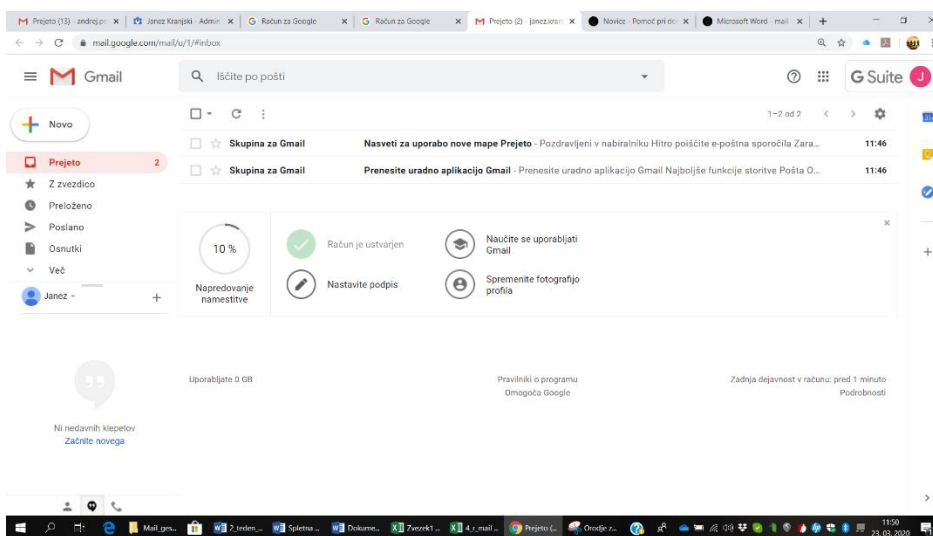 Prejeto (13) - andrej.po
Janez Kranjski - Admin
Račun za Google
Račun za Google
Prejeto (2) - janez.kranj
Novice - Pomoč pri do
Microsoft Word - mail
mail.google.com/mail/u/1/#inbox
Gmail
Iščite po pošti
G Suite
J
Novo
1–2 od 2
31
Prejeto 2
Skupina za Gmail Nasveti za uporabo nove mape Prejeto - Pozdravljeni v nabiralniku Hitro poiščite e-poštna sporočila Zara... 11:46
Skupina za Gmail Prenesite uradno aplikacijo Gmail - Prenesite uradno aplikacijo Gmail Najboljše funkcije storitve Pošta O... 11:46
Z zvezdico
Preloženo
Poslano
Osnutki
Več
Janez
10 %
Napredovanje
namestitve
Račun je ustvarjen
Naučite se uporabljati
Gmail
Nastavite podpis
Spremenite fotografijo
profila
Uporabljate 0 GB
Pravilniki o programu
Omogoča Google
Zadnja dejavnost v računu: pred 1 minuto
Podrobnosti
Ni nedavnih klepetov
Začnite novega
Mail_ges...
2_teden_...
Spletna ...
Dokume...
Zvezek1 ...
4_r_mail ...
Prejeto (...
Orodje z...
11:50
23. 03. 2020